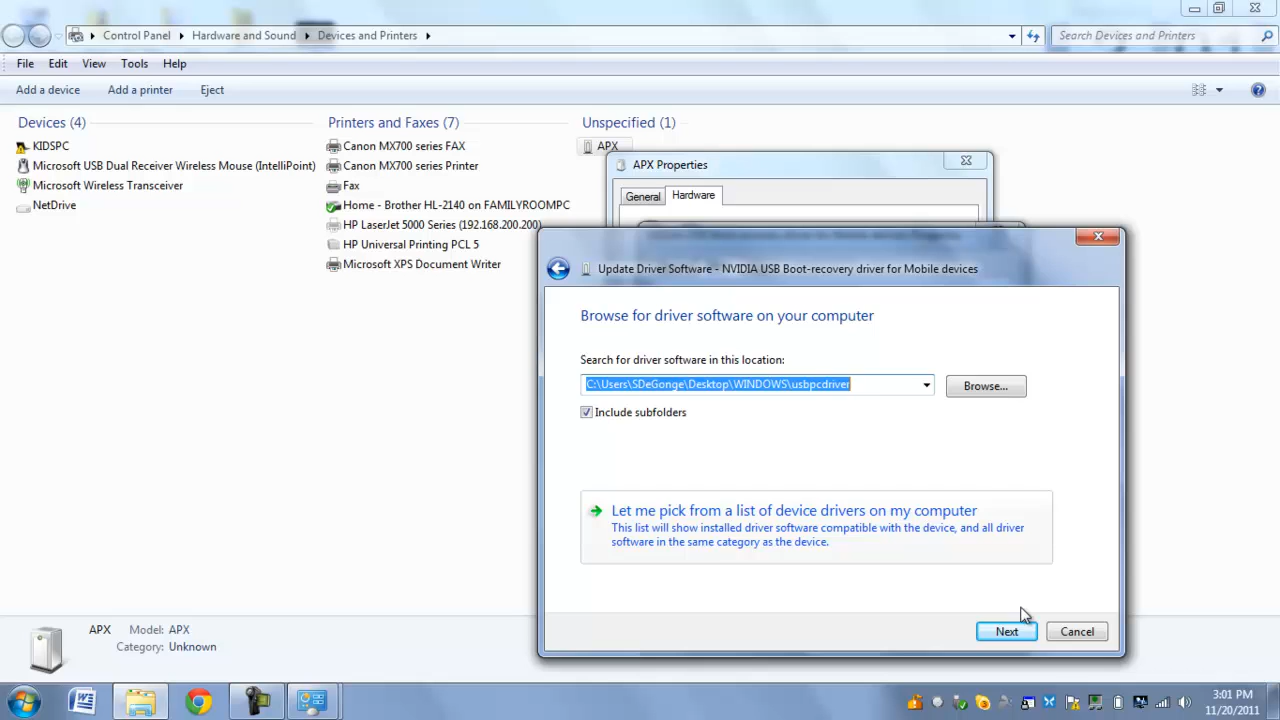 Control Panel
Hardware and Sound
Devices and Printers
Search Devices and Printers
File
Edit
View
Tools
Help
Add a device
Add a printer
Eject
Devices (4)
KIDSPC
Microsoft USB Dual Receiver Wireless Mouse (IntelliPoint)
Microsoft Wireless Transceiver
NetDrive
Printers and Faxes (7)
Canon MX700 series FAX
Canon MX700 series Printer
Fax
Home - Brother HL-2140 on FAMILYROOMPC
HP LaserJet 5000 Series (192.168.200.200)
HP Universal Printing PCL 5
Microsoft XPS Document Writer
Unspecified (1)
APX
APX Properties
General
Hardware
Update Driver Software - NVIDIA USB Boot-recovery driver for Mobile devices
Browse for driver software on your computer
Search for driver software in this location:
C:\Users\SDeGonge\Desktop\WINDOWS\usbpcdriver
Browse...
Include subfolders
Let me pick from a list of device drivers on my computer
This list will show installed driver software compatible with the device, and all driver
software in the same category as the device.
Next
Cancel
APX
Model: APX
Category: Unknown
3:01 PM
11/20/2011